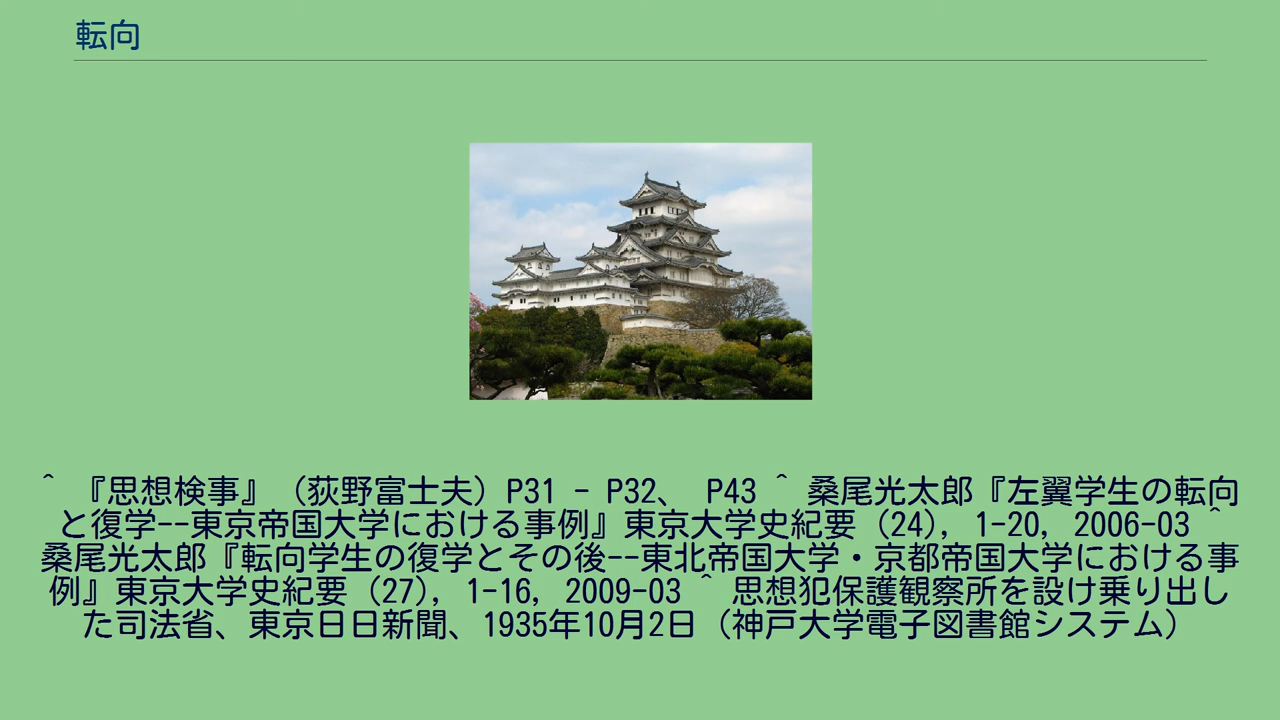 転向
^ 『思想検事』（荻野富士夫）P31 - P32、 P43 ^ 桑尾光太郎『左翼学生の転向
と復学--東京帝国大学における事例』東京大学史紀要 (24), 1-20, 2006-03 ^
桑尾光太郎『転向学生の復学とその後--東北帝国大学・京都帝国大学における事
例』東京大学史紀要 (27), 1-16, 2009-03 ^ 思想犯保護観察所を設け乗り出し
た司法省、東京日日新聞、1935年10月2日（神戸大学電子図書館システム）